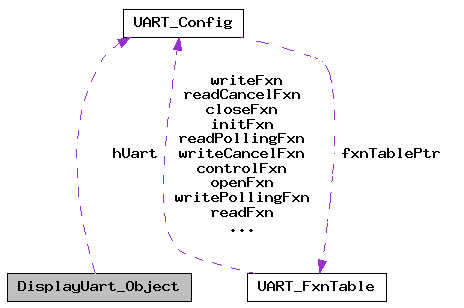 UART_Config
writeFxn
readCancelFxn
closeFxn
initFxn
readPollingFxn
hUart
writeCancelFxn
fxnTablePtr
controlFxn
openFxn
writePollingFxn
readFxn
...
DisplayUart_Object
UART_FxnTable